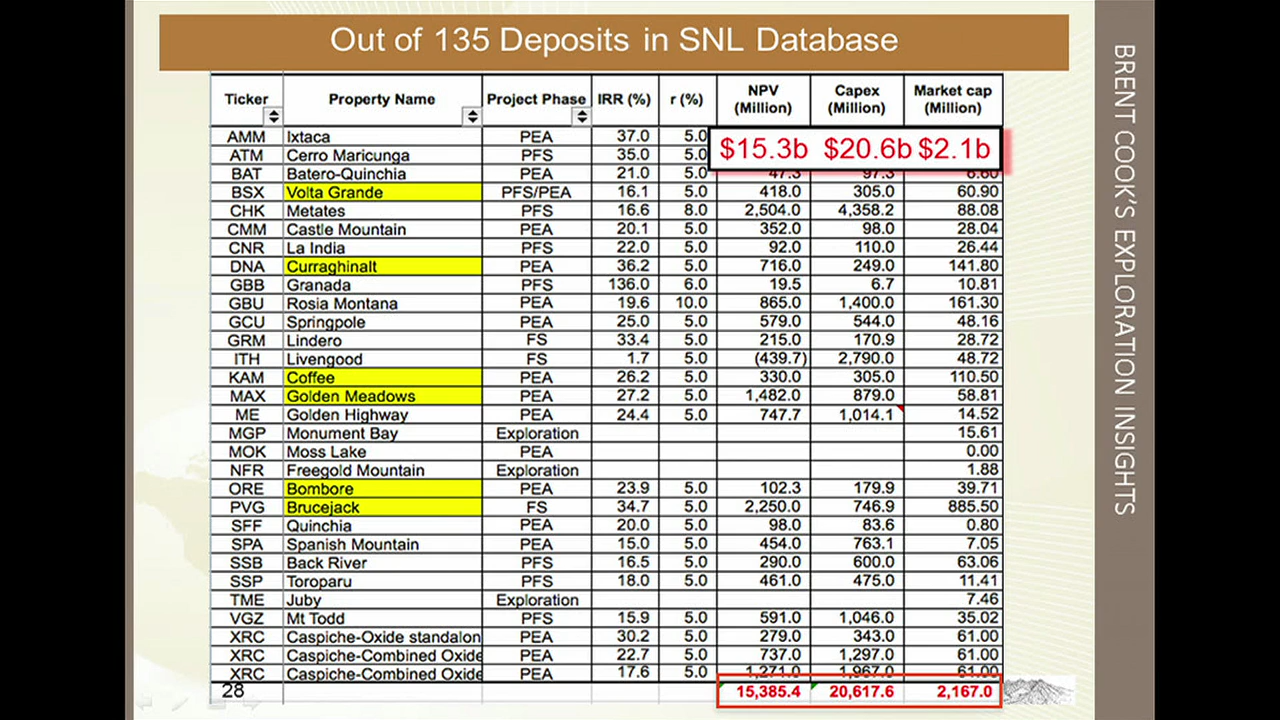 Out of 135 Deposits in SNL Database
BRENT COOK'S EXPLORATION INSIGHTS
Ticker Property Name Project Phase IRR (%) r (%) NPV (Million) Capex (Million) Market cap (Million)
$15.3b $20.6b $2.1b
AMM Ixtaca PEA 37.0 5.0
ATM Cerro Maricunga PFS 35.0 5.0
BAT Batero-Quinchia PEA 21.0 5.0 47.3 97.3 6.60
BSX Volta Grande PFS/PEA 16.1 5.0 418.0 305.0 60.90
CHK Metates PFS 16.6 8.0 2,504.0 4,358.2 88.08
CMM Castle Mountain PEA 20.1 5.0 352.0 98.0 28.04
CNR La India PFS 22.0 5.0 92.0 110.0 26.44
DNA Curraghinalt PEA 36.2 5.0 716.0 249.0 141.80
GBB Granada PFS 136.0 6.0 19.5 6.7 10.81
GBU Rosia Montana PEA 19.6 10.0 865.0 1,400.0 161.30
GCU Springpole PEA 25.0 5.0 579.0 544.0 48.16
GRM Lindero FS 33.4 5.0 215.0 170.9 28.72
ITH Livengood FS 1.7 5.0 (439.7) 2,790.0 48.72
KAM Coffee PEA 26.2 5.0 330.0 305.0 110.50
MAX Golden Meadows PEA 27.2 5.0 1,482.0 879.0 58.81
ME Golden Highway PEA 24.4 5.0 747.7 1,014.1 14.52
MGP Monument Bay Exploration 15.61
MOK Moss Lake PEA 0.00
NFR Freegold Mountain Exploration 1.88
ORE Bombore PEA 23.9 5.0 102.3 179.9 39.71
PVG Brucejack FS 34.7 5.0 2,250.0 746.9 885.50
SFF Quinchia PEA 20.0 5.0 98.0 83.6 0.80
SPA Spanish Mountain PEA 15.0 5.0 454.0 763.1 7.05
SSB Back River PFS 16.5 5.0 290.0 600.0 63.06
SSP Toroparu PFS 18.0 5.0 461.0 475.0 11.41
TME Juby Exploration 7.46
VGZ Mt Todd PFS 15.9 5.0 591.0 1,046.0 35.02
XRC Caspiche-Oxide standalon PEA 30.2 5.0 279.0 343.0 61.00
XRC Caspiche-Combined Oxide PEA 22.7 5.0 737.0 1,297.0 61.00
XRC Caspiche-Combined Oxide PEA 17.6 5.0 1,271.0 1,967.0 61.00
28 15,385.4 20,617.6 2,167.0